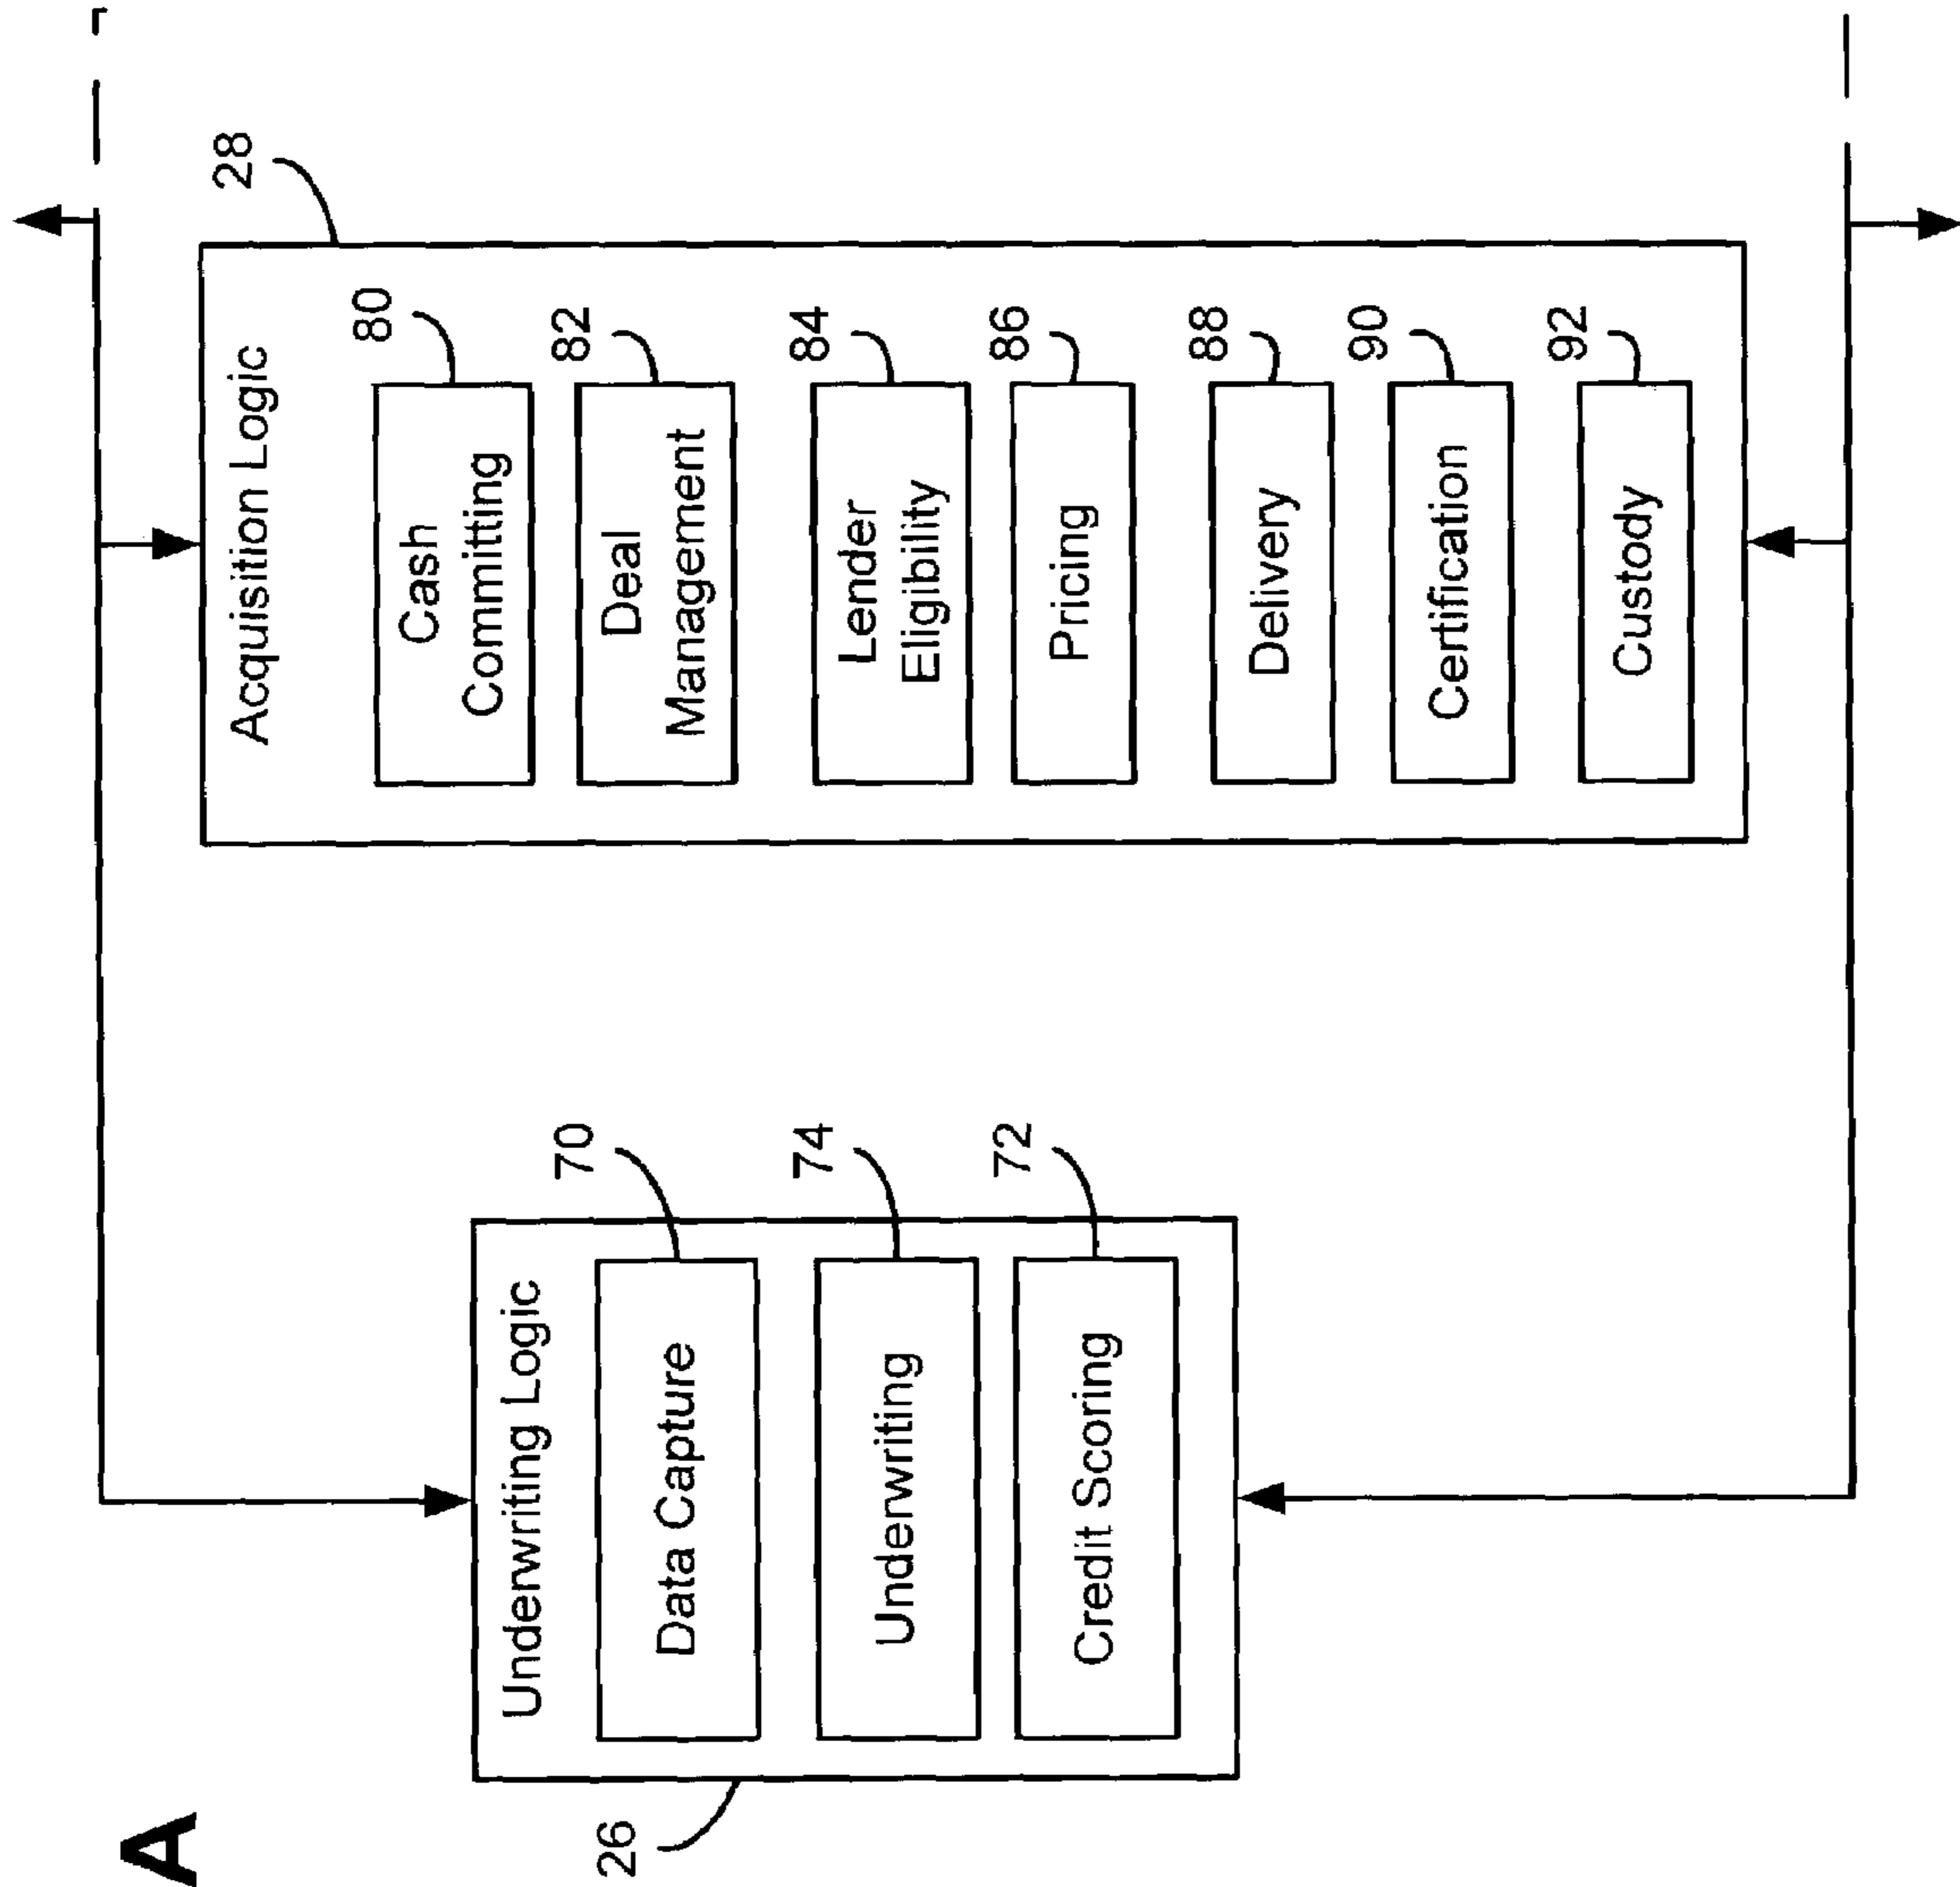 A
26
Underwriting Logic
Data Capture
70
Underwriting
74
Credit Scoring
72
28
Acquisition Logic
Cash
Committing
80
Deal
Management
82
Lender
Eligibility
84
Pricing
86
Delivery
88
Certification
90
Custody
92